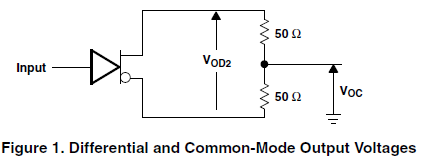 50 Ω
Input
VOD2
50 Ω
VOC
Figure 1. Differential and Common-Mode Output Voltages